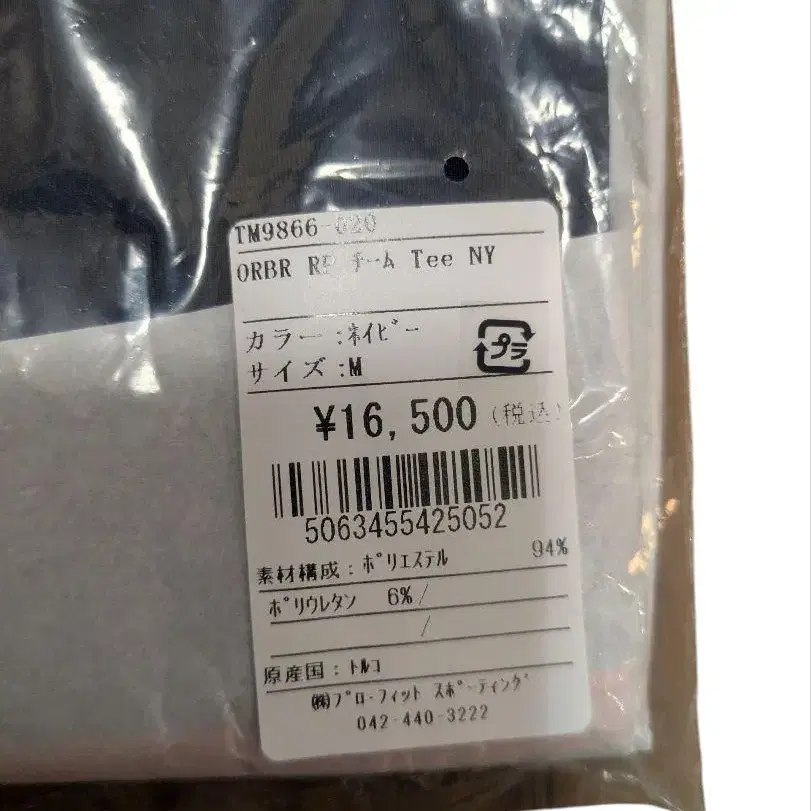 TM9866-020
ORBR RP ﾁｰﾑ Tee NY
カラー:ﾈｲﾋﾞｰ
プラ
サイズ:M
¥16,500(税込)
5063455425052
素材構成:ﾎﾟﾘｴｽﾃﾙ 94%
ﾎﾟﾘｳﾚﾀﾝ 6%/
/
原産国:ﾄﾙｺ
㈱ﾌﾟﾛｰﾌｨｯﾄ ｽﾎﾟｰﾃｨﾝｸﾞ
042-440-3222